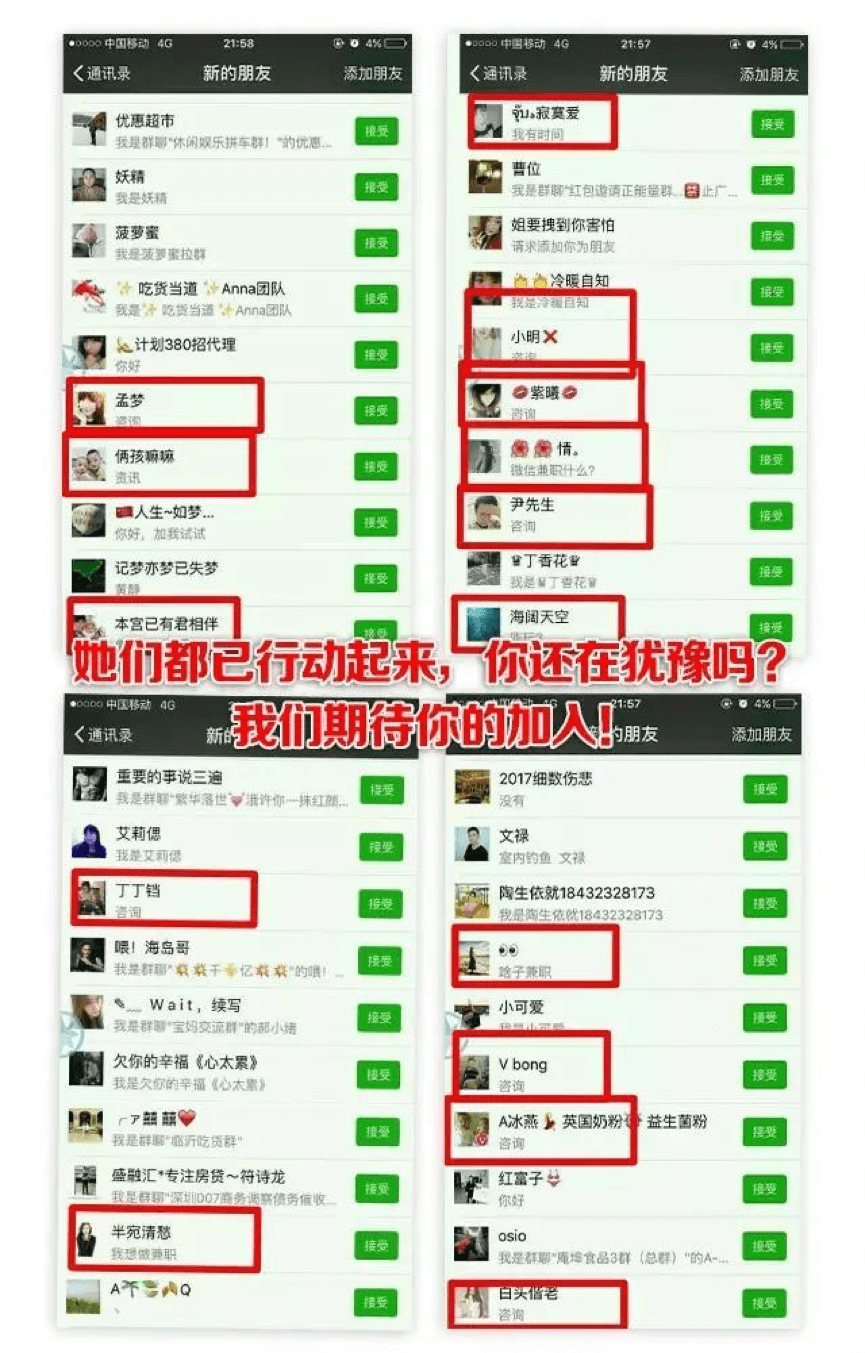 中国移动 4G 21:58 4%
通讯录 新的朋友 添加朋友
优惠超市
我是群聊“休闲娱乐拼车群！”的优惠...
接受
妖精
我是妖精
接受
菠萝蜜
我是菠萝蜜拉群
接受
✨ 吃货当道 ✨Anna团队
我是✨ 吃货当道 ✨Anna团队
接受
计划380招代理
你好
接受
孟梦
咨询
接受
俩孩嘛嘛
资讯
接受
🇨🇳人生~如梦...
你好，加我试试
接受
记梦亦梦已失梦
黄静
接受
本宫已有君相伴
接受
中国移动 4G 21:57 4%
通讯录 新的朋友 添加朋友
寂寞爱
我有时间
接受
曹位
我是群聊“红包邀请正能量群...🈲止广...
接受
姐要拽到你害怕
请求添加你为朋友
接受
冷暖自知
我是冷暖自知
接受
小明❌
咨询
接受
💋紫曦💋
咨询
接受
🌺 🌺 情。
微信兼职什么?
接受
尹先生
咨询
接受
♛丁香花♛
我是♛丁香花♛
接受
海阔天空
她们都已行动起来，你还在犹豫吗？
我们期待你的加入！
中国移动 4G
通讯录 新的
重要的事说三遍
我是群聊“繁华落世💓哦许你一抹红颜...
接受
艾莉偲
我是艾莉偲
接受
丁丁铛
咨询
接受
喂！海岛哥
我是群聊“💥💥千🌟亿💥💥”的喂！...
接受
✎﹏ Wait，续写
我是群聊“宝妈交流群”的郝小绪
接受
欠你的辛福《心太累》
我是欠你的辛福《心太累》
接受
╭ア囍 囍❤
我是群聊“临沂吃货群”
接受
盛融汇*专注房贷～符诗龙
我是群聊“深圳007商务调察债务催收...
接受
半宛清愁
我想做兼职
接受
A🌴🍃🍂Q
、
接受
中国移动 4G 21:57 4%
的朋友 添加朋友
2017细数伤悲
没有
接受
文禄
室内钓鱼 文禄
接受
陶生依就18432328173
我是陶生依就18432328173
接受
👀
啥子兼职
接受
小可爱
我是小可爱
接受
V bong
咨询
接受
A冰燕💃英国奶粉 益生菌粉
咨询
接受
红富子👙
你好
接受
osio
我是群聊“庵埠食品3群（总群）”的A-...
接受
白头偕老
咨询
接受